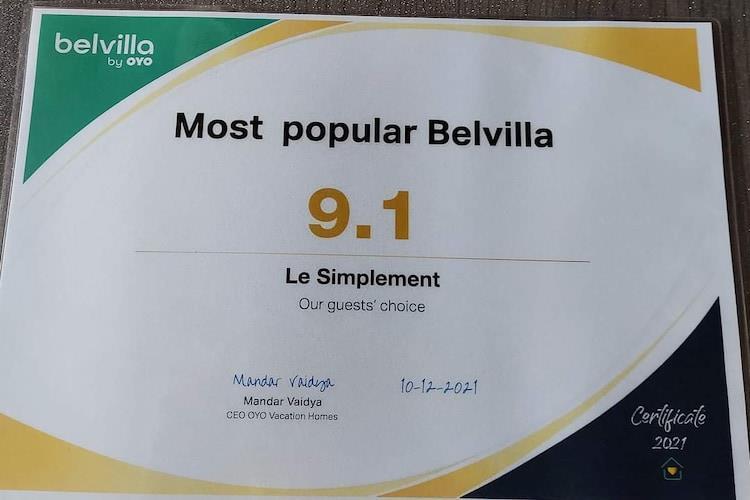 belvilla
by OYO
Most popular Belvilla
9.1
Le Simplement
Our guests' choice
Mandar Vaidya 10-12-2021
Mandar Vaidya
CEO OYO Vacation Homes
Certificate
2021